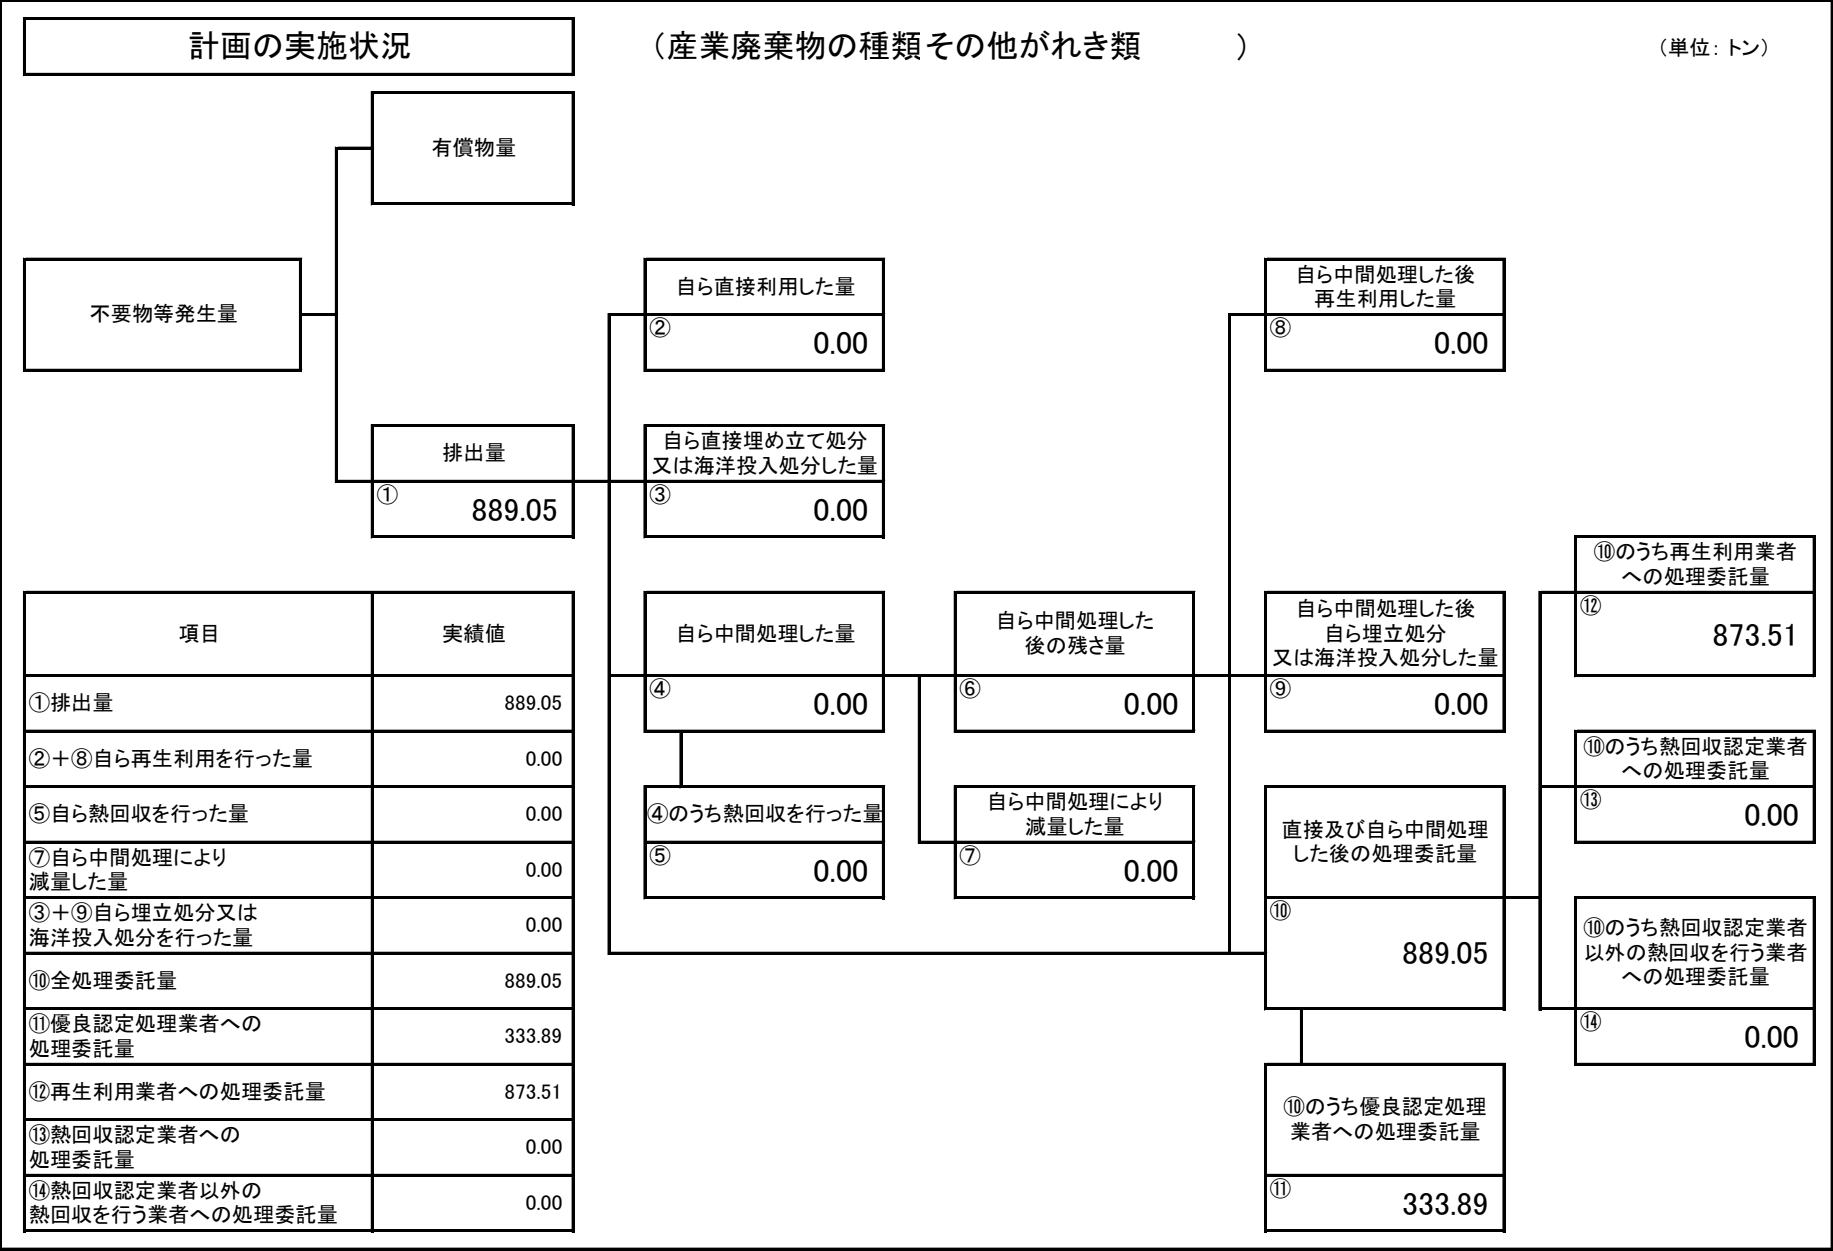 計画の実施状況
（産業廃棄物の種類その他がれき類　　　）
（単位：トン）
有償物量
不要物等発生量
自ら直接利用した量
②
0.00
自ら中間処理した後
再生利用した量
⑧
0.00
排出量
①
889.05
自ら直接埋め立て処分
又は海洋投入処分した量
③
0.00
⑩のうち再生利用業者
への処理委託量
⑫
873.51
自ら中間処理した量
④
0.00
自ら中間処理した
後の残さ量
⑥
0.00
自ら中間処理した後
自ら埋立処分
又は海洋投入処分した量
⑨
0.00
⑩のうち熱回収認定業者
への処理委託量
⑬
0.00
④のうち熱回収を行った量
⑤
0.00
自ら中間処理により
減量した量
⑦
0.00
直接及び自ら中間処理
した後の処理委託量
⑩
889.05
⑩のうち熱回収認定業者
以外の熱回収を行う業者
への処理委託量
⑭
0.00
⑩のうち優良認定処理
業者への処理委託量
⑪
333.89
項目 実績値
①排出量 889.05
②＋⑧自ら再生利用を行った量 0.00
⑤自ら熱回収を行った量 0.00
⑦自ら中間処理により
減量した量 0.00
③＋⑨自ら埋立処分又は
海洋投入処分を行った量 0.00
⑩全処理委託量 889.05
⑪優良認定処理業者への
処理委託量 333.89
⑫再生利用業者への処理委託量 873.51
⑬熱回収認定業者への
処理委託量 0.00
⑭熱回収認定業者以外の
熱回収を行う業者への処理委託量 0.00